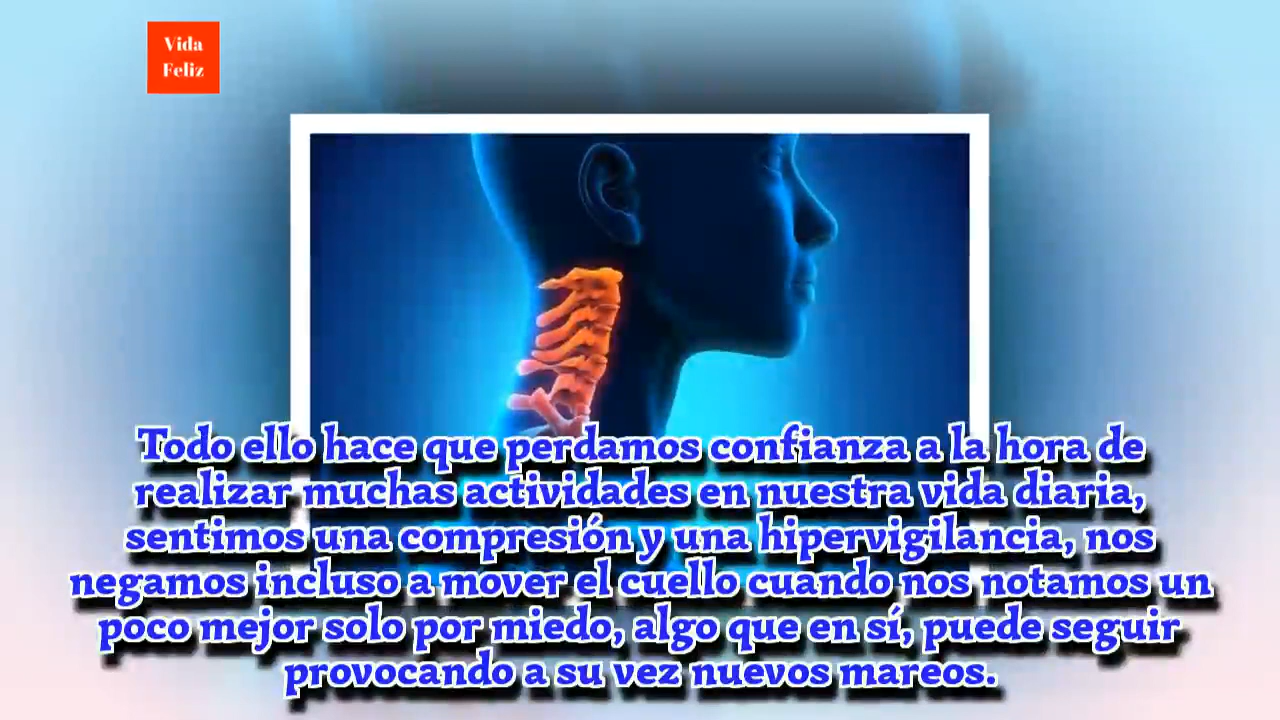 Vida
Feliz
Todo ello hace que perdamos confianza a la hora de
realizar muchas actividades en nuestra vida diaria,
sentimos una compresión y una hipervigilancia, nos
negamos incluso a mover el cuello cuando nos notamos un
poco mejor solo por miedo, algo que en sí, puede seguir
provocando a su vez nuevos mareos.